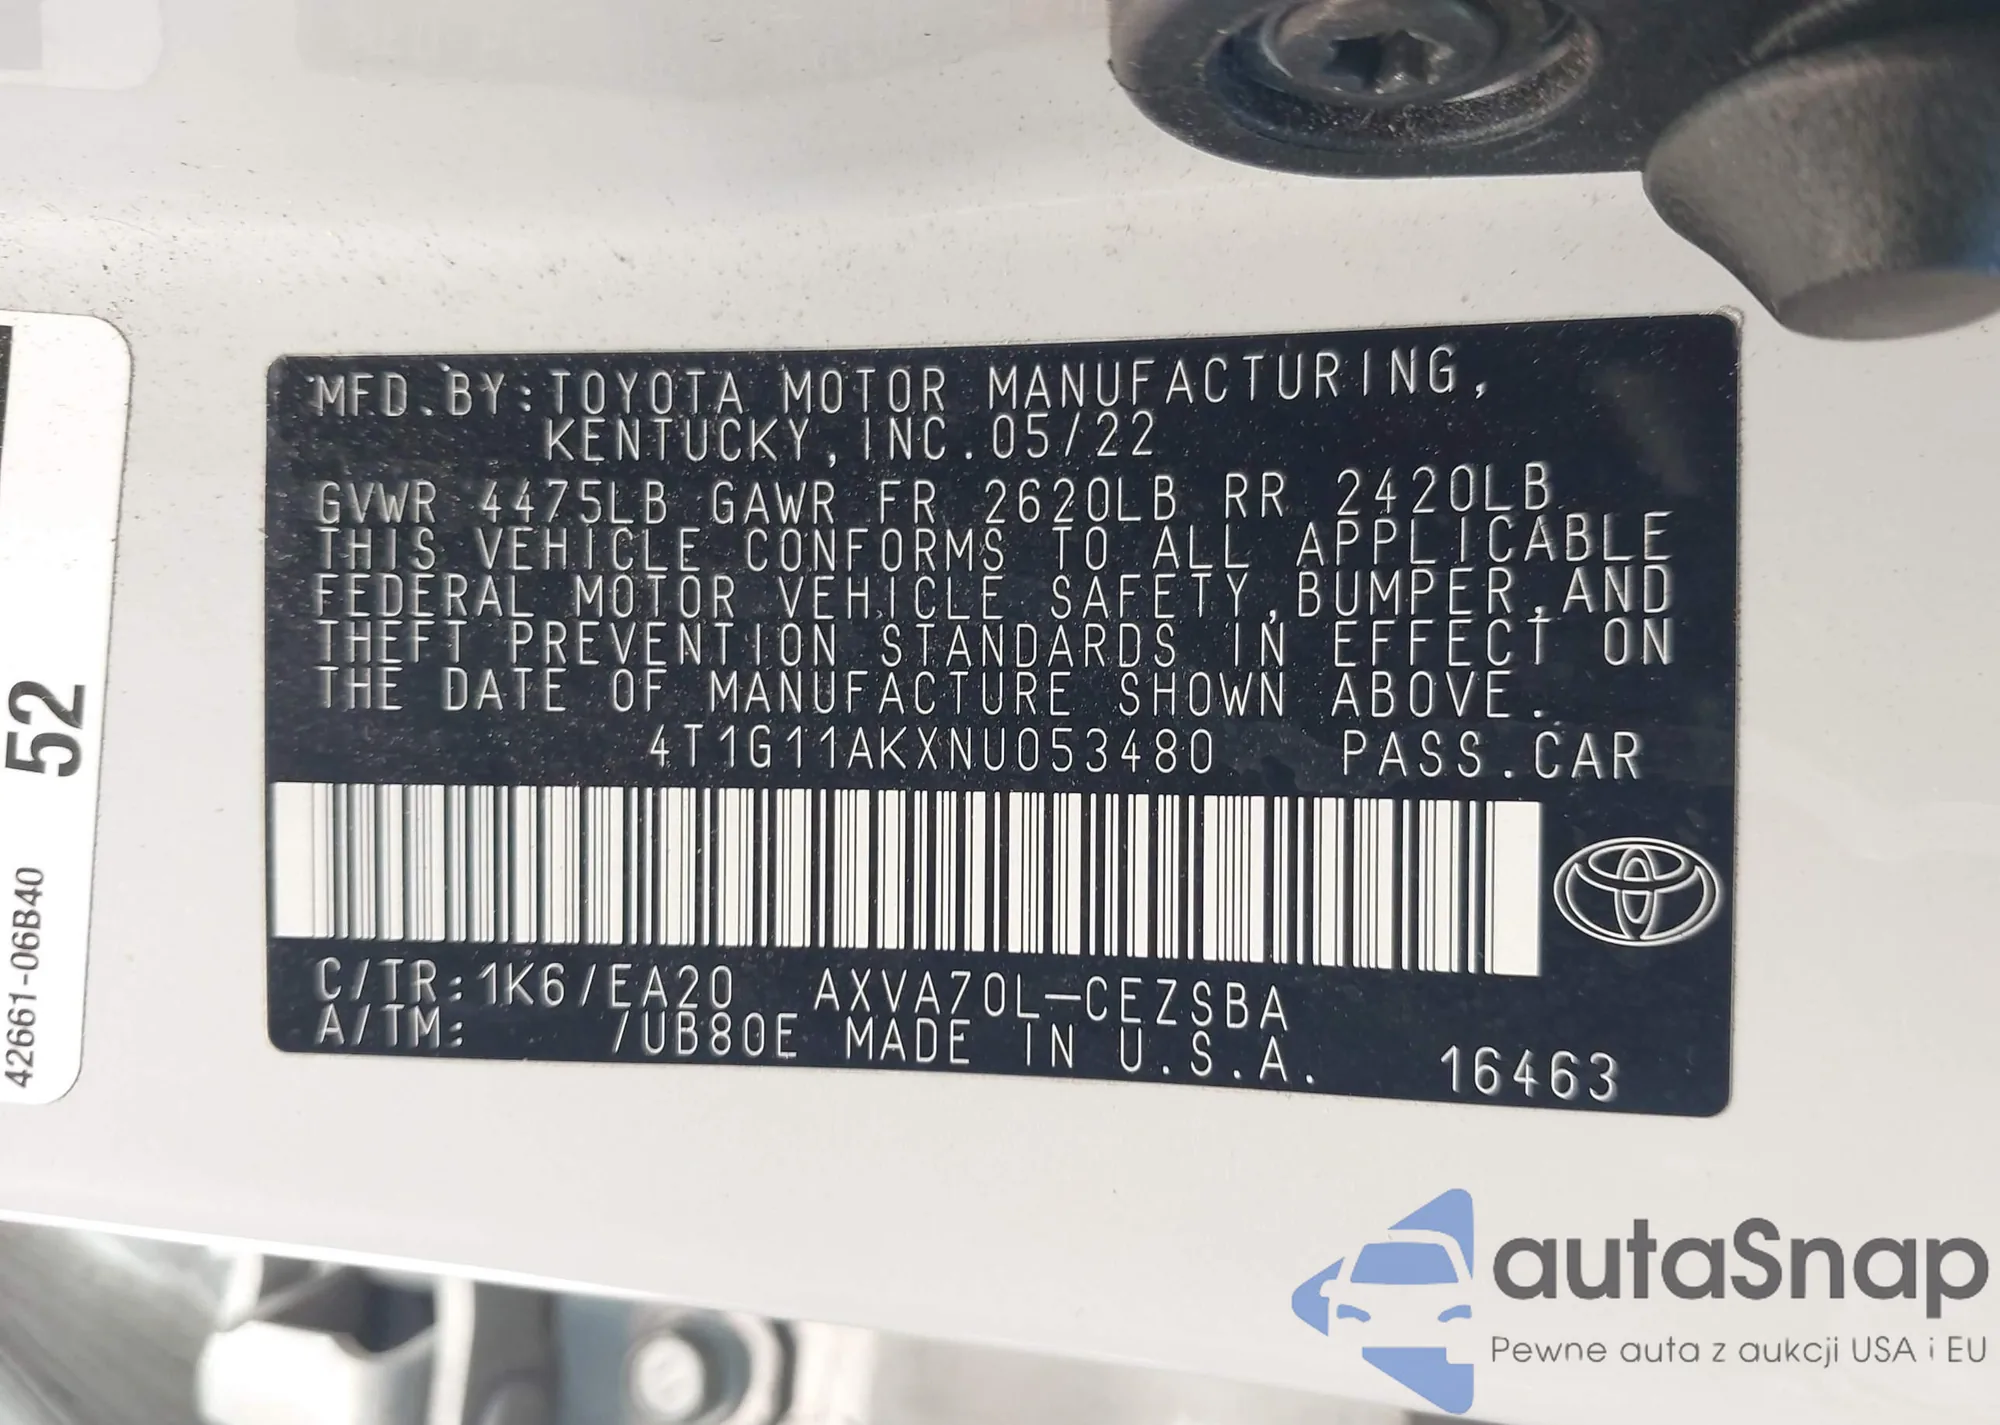 MFD.BY:TOYOTA MOTOR MANUFACTURING,
KENTUCKY,INC.05/22
GVWR 4475LB GAWR FR 2620LB RR 2420LB
THIS VEHICLE CONFORMS TO ALL APPLICABLE
FEDERAL MOTOR VEHICLE SAFETY,BUMPER,AND
THEFT PREVENTION STANDARDS IN EFFECT ON
THE DATE OF MANUFACTURE SHOWN ABOVE.
4T1G11AKXNU053480 PASS.CAR
C/TR:1K6/EA20 AXVA70L-CEZSBA
A/TM: /UB80E MADE IN U.S.A. 16463
52
42661-06B40
autaSnap
Pewne auta z aukcji USA i EU